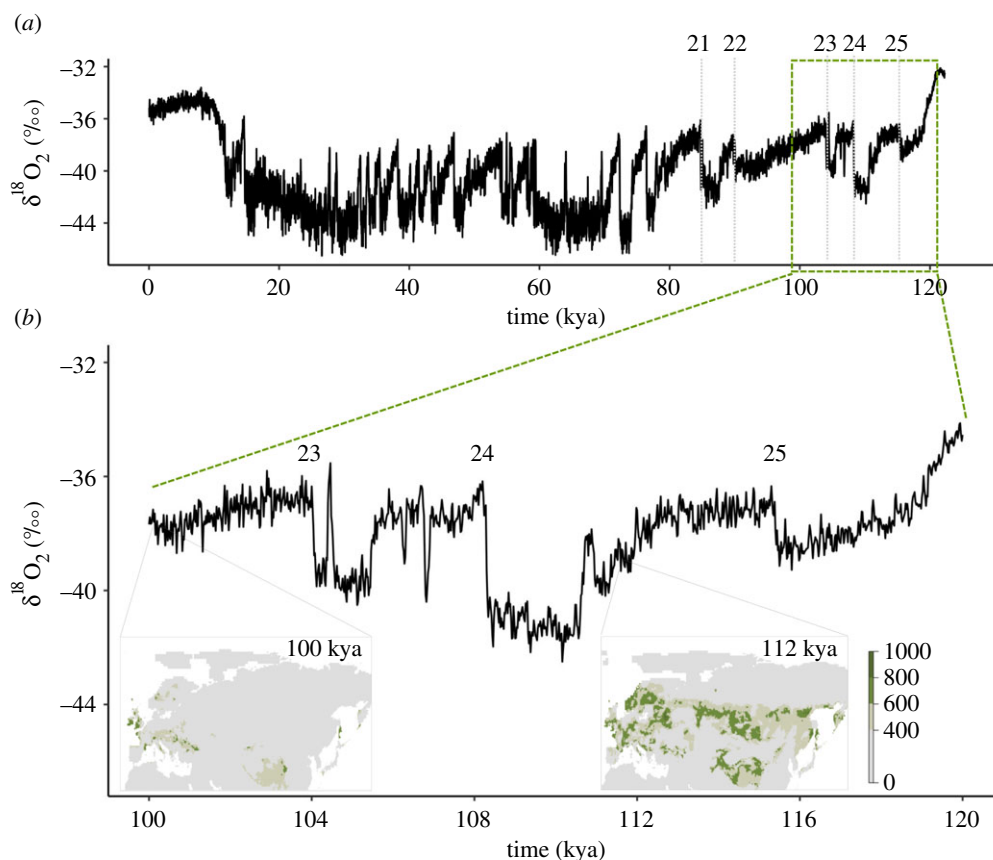 (a)
21 22 23 24 25
−32
−36
−40
−44
δ¹⁸O₂ (‰)
0 20 40 60 80 100 120
time (kya)
(b)
−32
−36
−40
−44
δ¹⁸O₂ (‰)
23 24 25
100 kya
112 kya
1000
800
600
400
0
100 104 108 112 116 120
time (kya)